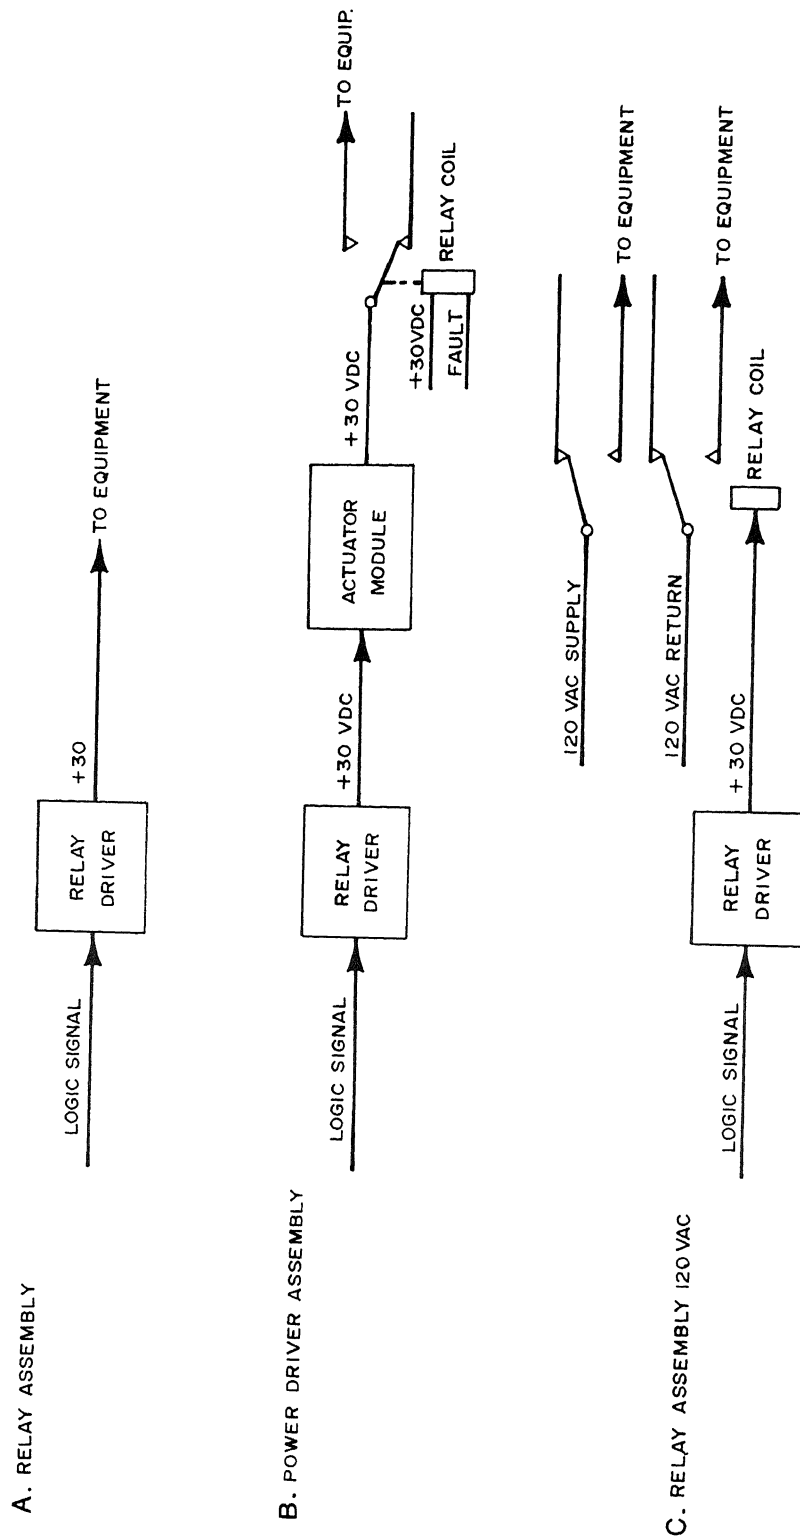 A. RELAY ASSEMBLY
LOGIC SIGNAL
RELAY
DRIVER
+30
TO EQUIPMENT
B. POWER DRIVER ASSEMBLY
LOGIC SIGNAL
RELAY
DRIVER
+30 VDC
ACTUATOR
MODULE
+30 VDC
TO EQUIP.
+30VDC
FAULT
RELAY COIL
C. RELAY ASSEMBLY 120 VAC
120 VAC SUPPLY
TO EQUIPMENT
120 VAC RETURN
TO EQUIPMENT
LOGIC SIGNAL
RELAY
DRIVER
+ 30 VDC
RELAY COIL